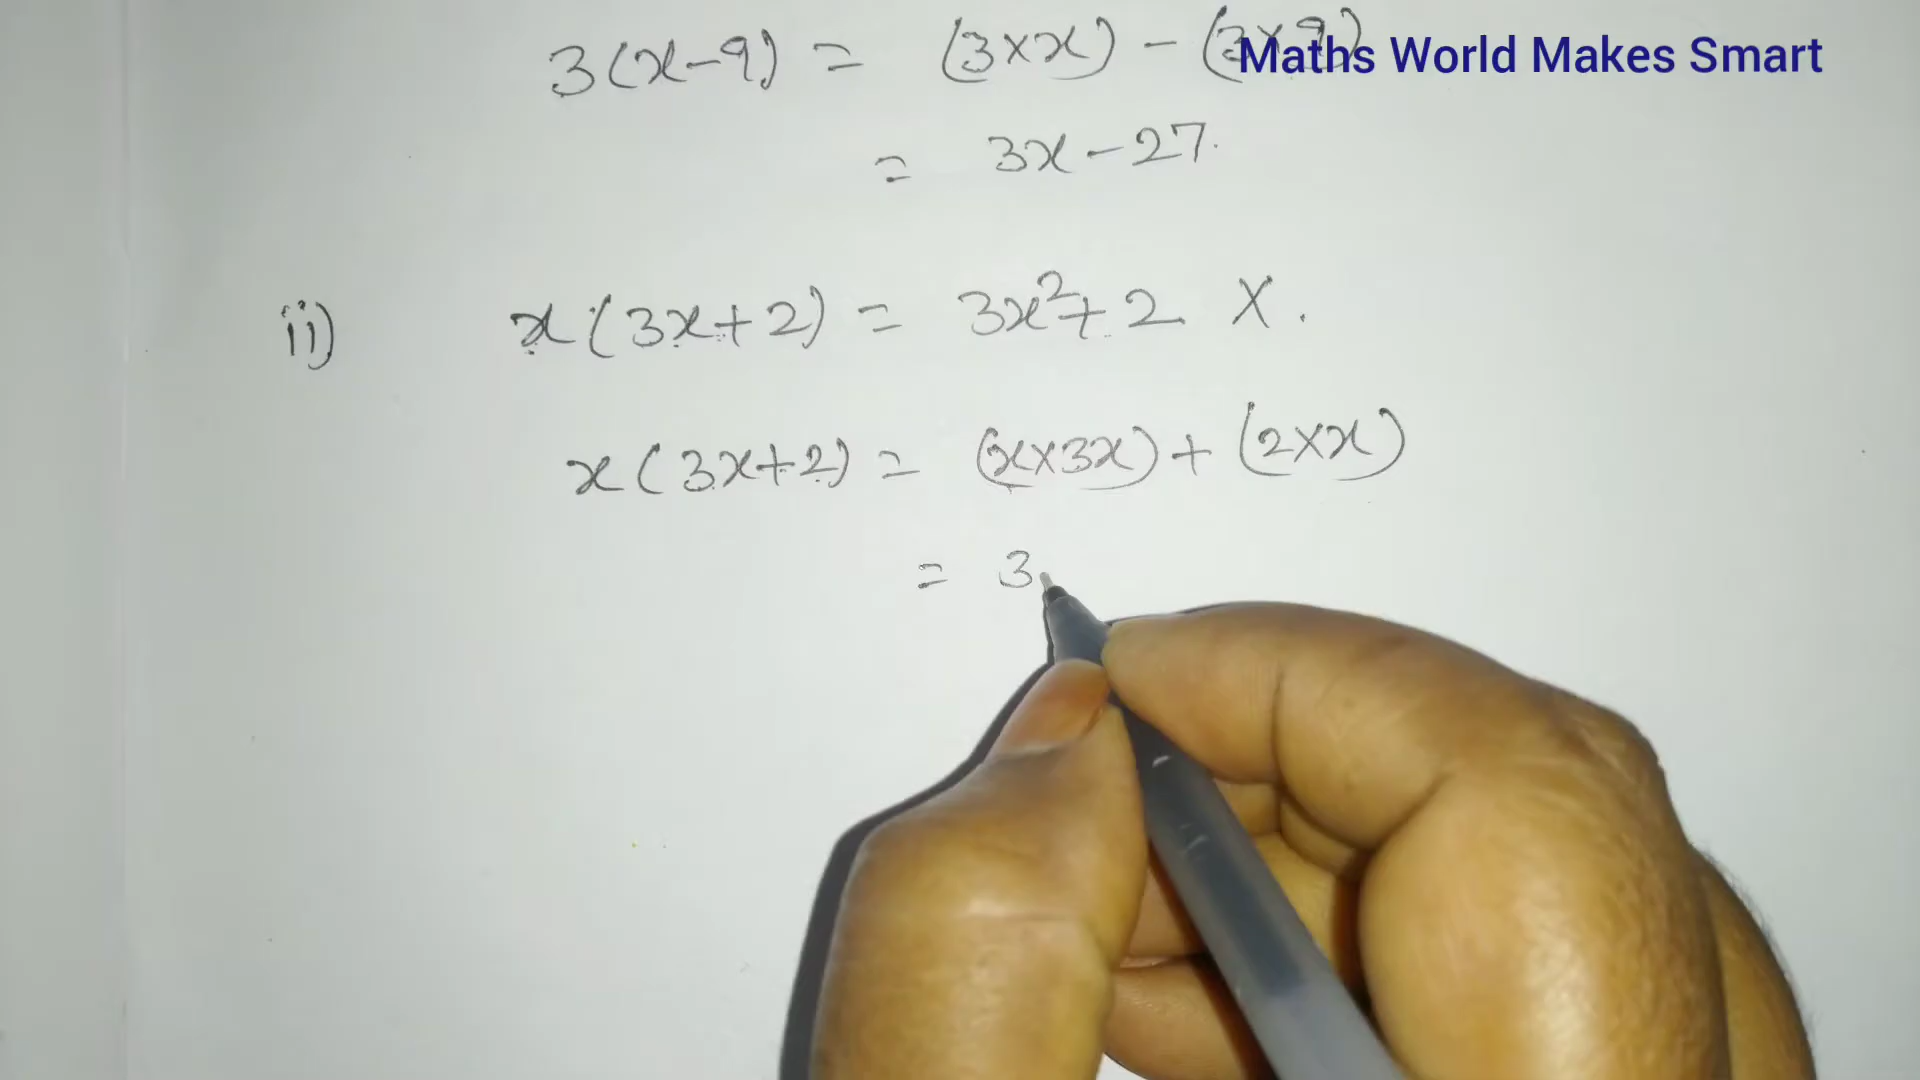 3(x-9) = (3×x) - (3×9)
Maths World Makes Smart
= 3x-27.
ii) x(3x+2) = 3x²+2 X.
x(3x+2) = (x×3x) + (2×x)
= 3